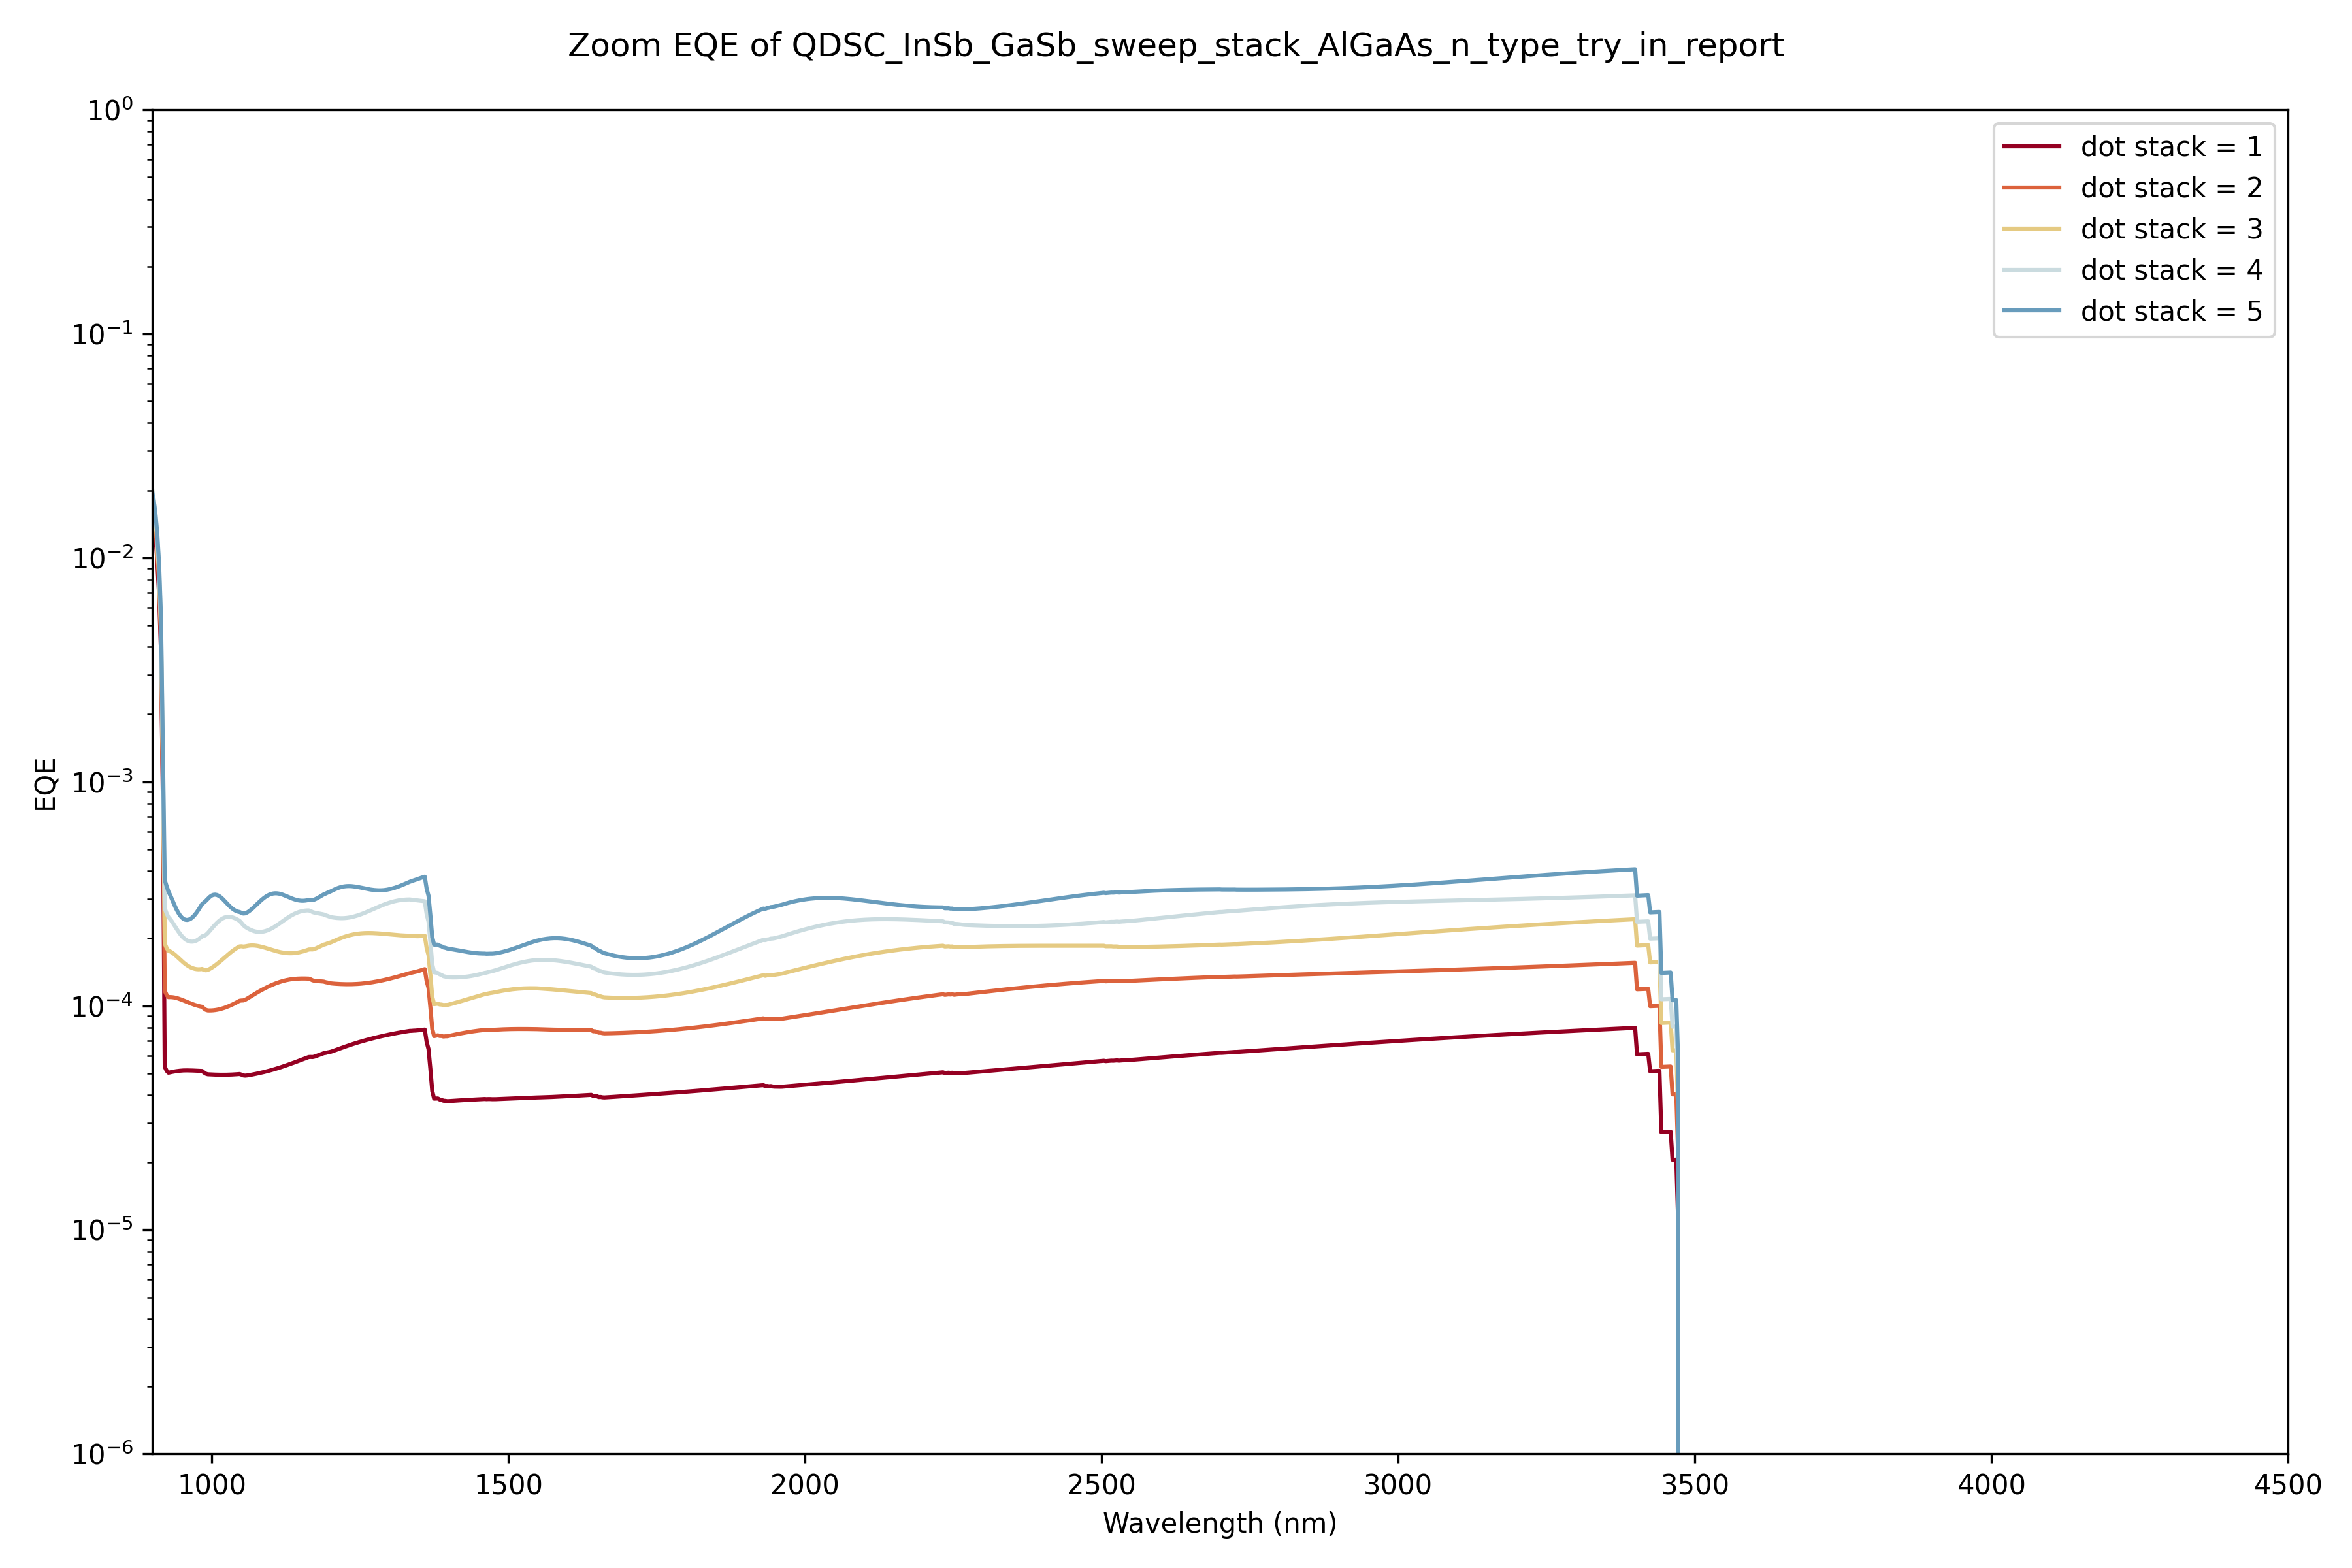 Zoom EQE of QDSC_InSb_GaSb_sweep_stack_AlGaAs_n_type_try_in_report
10⁰
10⁻¹
10⁻²
10⁻³
10⁻⁴
10⁻⁵
10⁻⁶
EQE
dot stack = 1
dot stack = 2
dot stack = 3
dot stack = 4
dot stack = 5
1000 1500 2000 2500 3000 3500 4000 4500
Wavelength (nm)